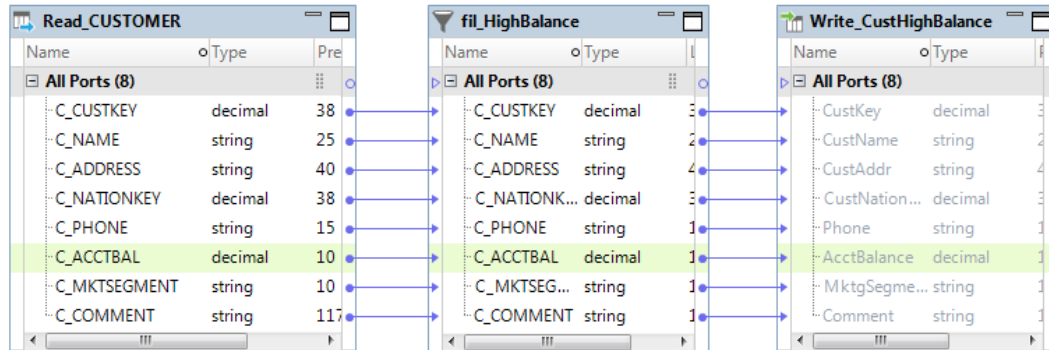 Read_CUSTOMER fil_HighBalance Write_CustHighBalance
Name Type Pre Name Type Name Type
All Ports (8) All Ports (8) All Ports (8)
C_CUSTKEY decimal 38 C_CUSTKEY decimal CustKey decimal
C_NAME string 25 C_NAME string CustName string
C_ADDRESS string 40 C_ADDRESS string CustAddr string
C_NATIONKEY decimal 38 C_NATIONK... decimal CustNation... decimal
C_PHONE string 15 C_PHONE string Phone string
C_ACCTBAL decimal 10 C_ACCTBAL decimal AcctBalance decimal
C_MKTSEGMENT string 10 C_MKTSEG... string MktgSegme... string
C_COMMENT string 117 C_COMMENT string Comment string